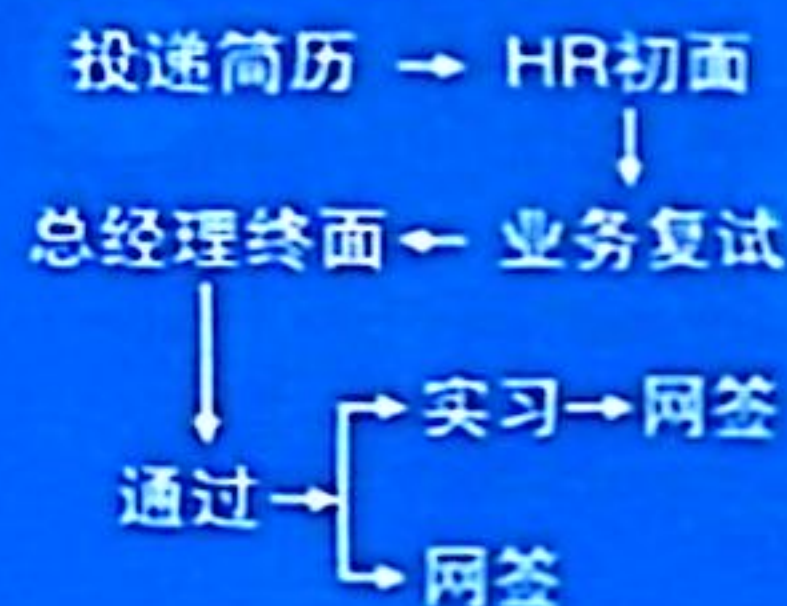 投递简历 → HR初面
总经理终面 ← 业务复试
实习 → 网签
通过 →
网签